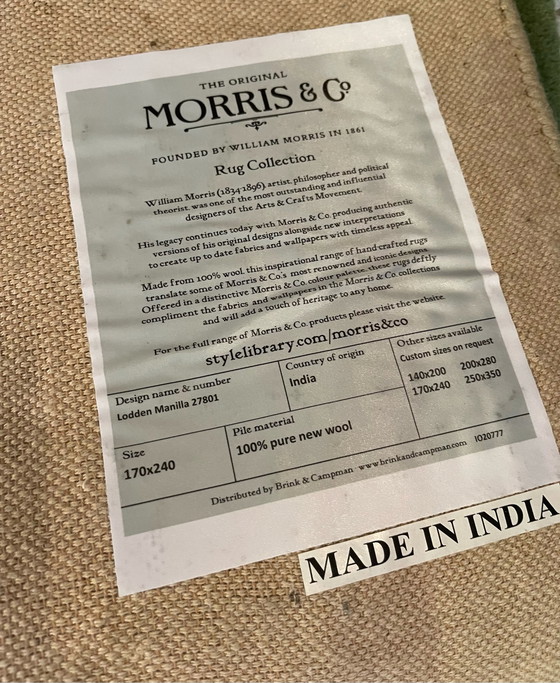 THE ORIGINAL
MORRIS & Co
FOUNDED BY WILLIAM MORRIS IN 1861
Rug Collection
William Morris (1834-1896) artist, philosopher and political
theorist, was one of the most outstanding and influential
designers of the Arts & Crafts Movement.
His legacy continues today with Morris & Co. producing authentic
versions of his original designs alongside new interpretations
to create up to date fabrics and wallpapers with timeless appeal.
Made from 100% wool, this inspirational range of hand crafted rugs
translate some of Morris & Co.'s most renowned and iconic designs.
Offered in a distinctive Morris & Co. colour palette, these rugs deftly
compliment the fabrics and wallpapers in the Morris & Co. collections
and will add a touch of heritage to any home.
For the full range of Morris & Co. products please visit the website.
stylelibrary.com/morris&co
Design name & number
Lodden Manilla 27801
Country of origin
India
Other sizes available
Custom sizes on request
140x200 200x280
170x240 250x350
Size
170x240
Pile material
100% pure new wool
Distributed by Brink & Campman www.brinkandcampman.com IO20777
MADE IN INDIA